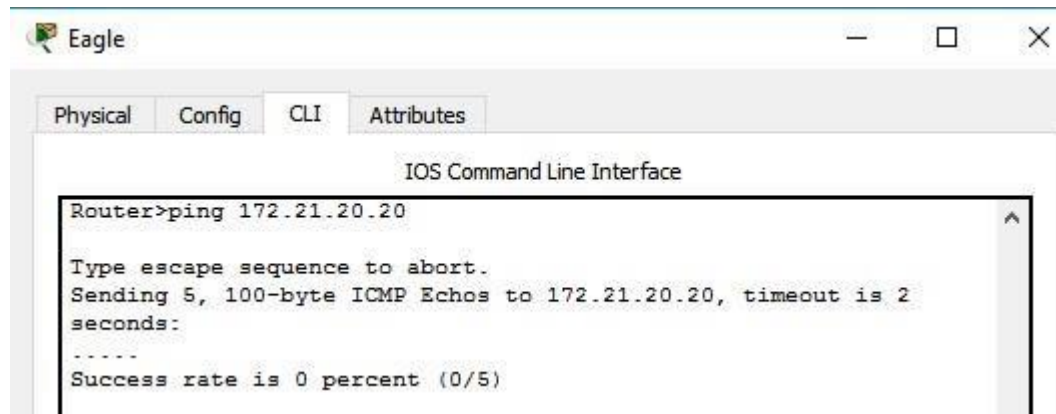 Eagle
Physical Config CLI Attributes
IOS Command Line Interface
Router>ping 172.21.20.20
Type escape sequence to abort.
Sending 5, 100-byte ICMP Echos to 172.21.20.20, timeout is 2
seconds:
.....
Success rate is 0 percent (0/5)